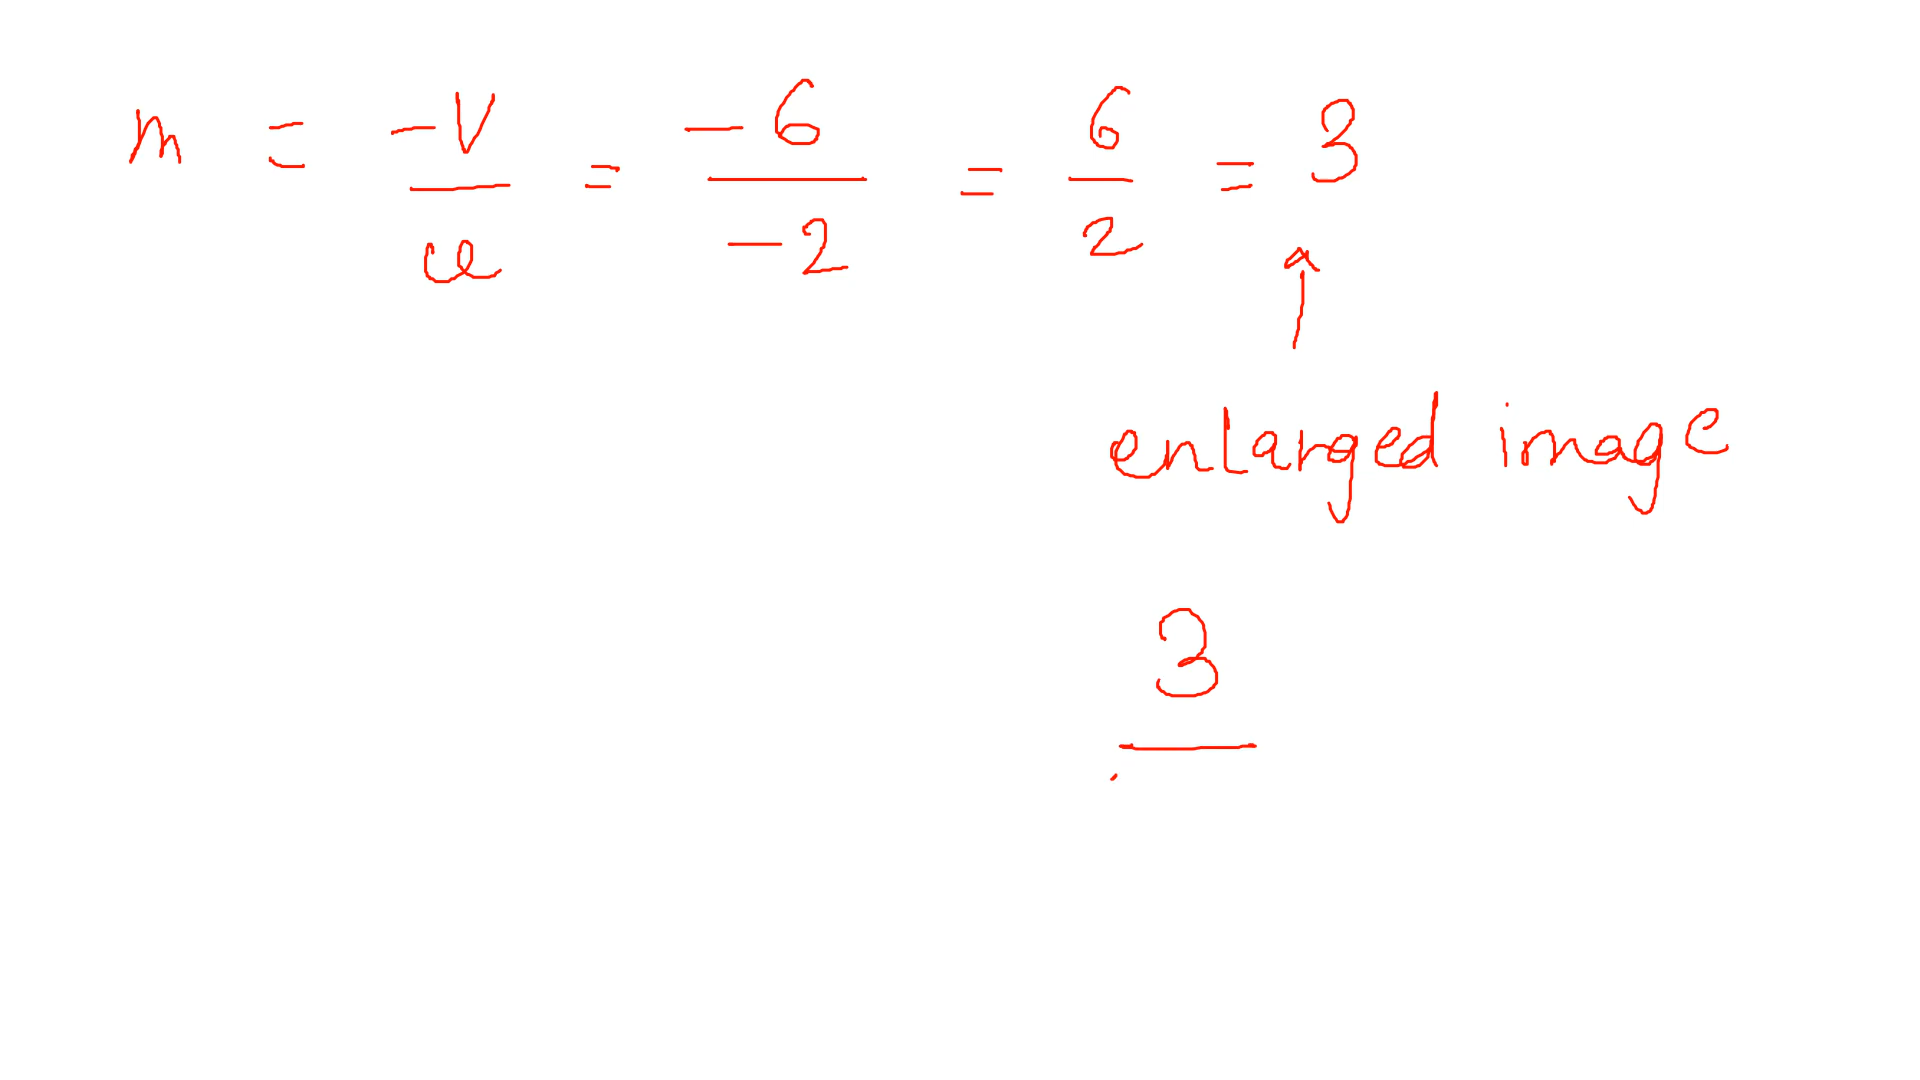 m = -V/u = -6/-2 = 6/2 = 3
enlarged image
3